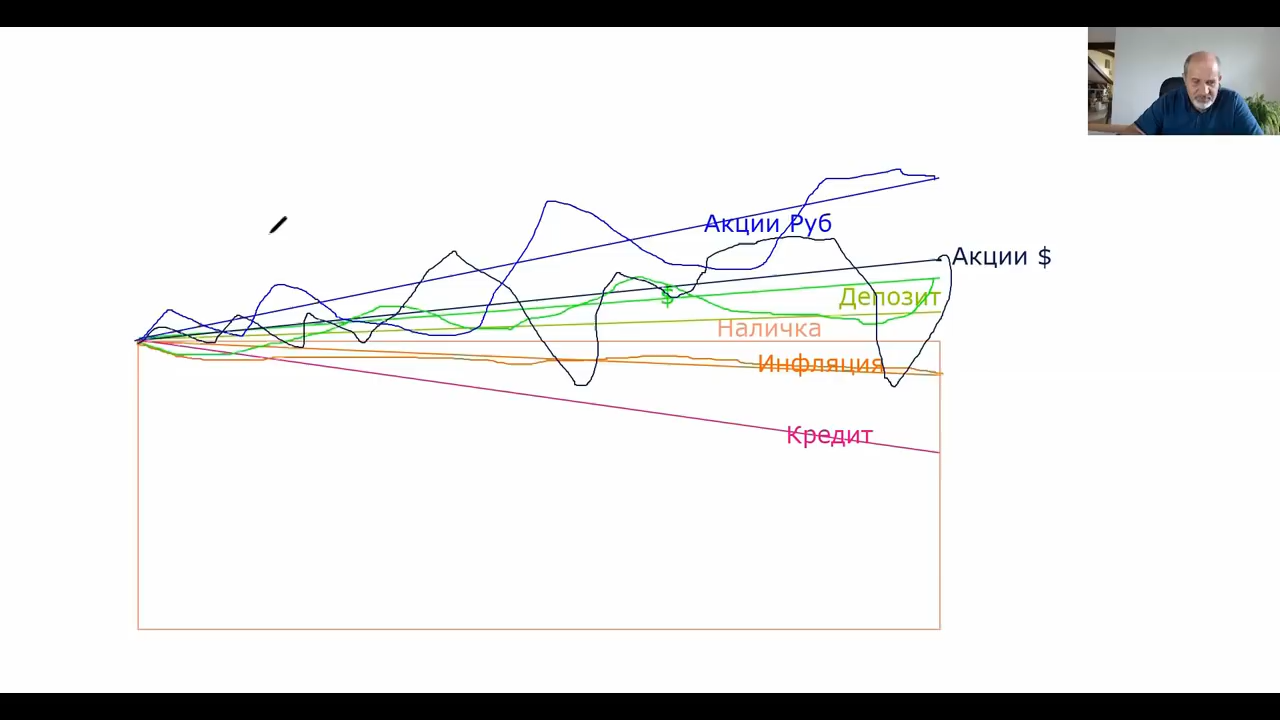 Акции Руб
Акции $
$
Депозит
Наличка
Инфляция
Кредит